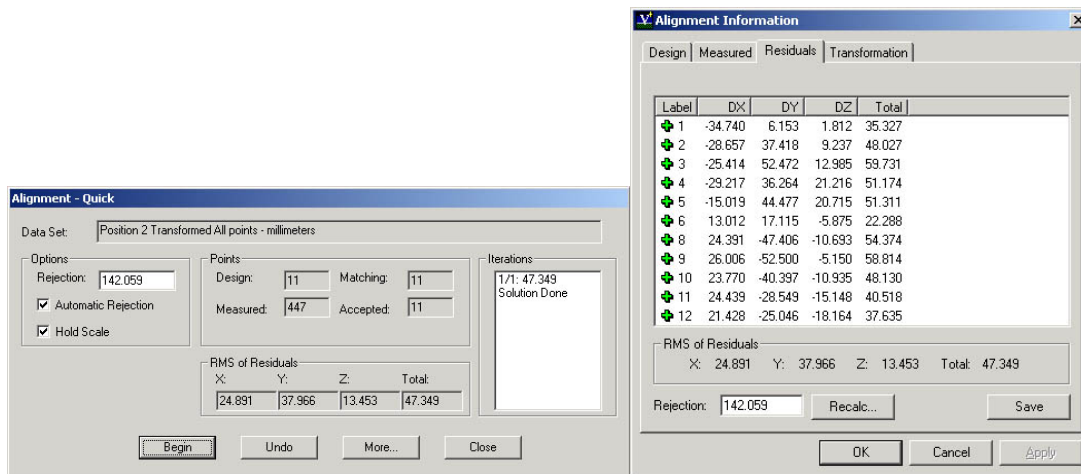 Alignment - Quick
Data Set: Position 2 Transformed All points - millimeters
Options
Rejection: 142.059
Automatic Rejection
Hold Scale
Points
Design: 11 Matching: 11
Measured: 447 Accepted: 11
RMS of Residuals
X: Y: Z: Total:
24.891 37.966 13.453 47.349
Iterations
1/1: 47.349
Solution Done
Begin Undo More... Close
Alignment Information
Design Measured Residuals Transformation
Label DX DY DZ Total
1 -34.740 6.153 1.812 35.327
2 -28.657 37.418 9.237 48.027
3 -25.414 52.472 12.985 59.731
4 -29.217 36.264 21.216 51.174
5 -15.019 44.477 20.715 51.311
6 13.012 17.115 -5.875 22.288
8 24.391 -47.406 -10.693 54.374
9 26.006 -52.500 -5.150 58.814
10 23.770 -40.397 -10.935 48.130
11 24.439 -28.549 -15.148 40.518
12 21.428 -25.046 -18.164 37.635
RMS of Residuals
X: 24.891 Y: 37.966 Z: 13.453 Total: 47.349
Rejection: 142.059 Recalc... Save
OK Cancel Apply